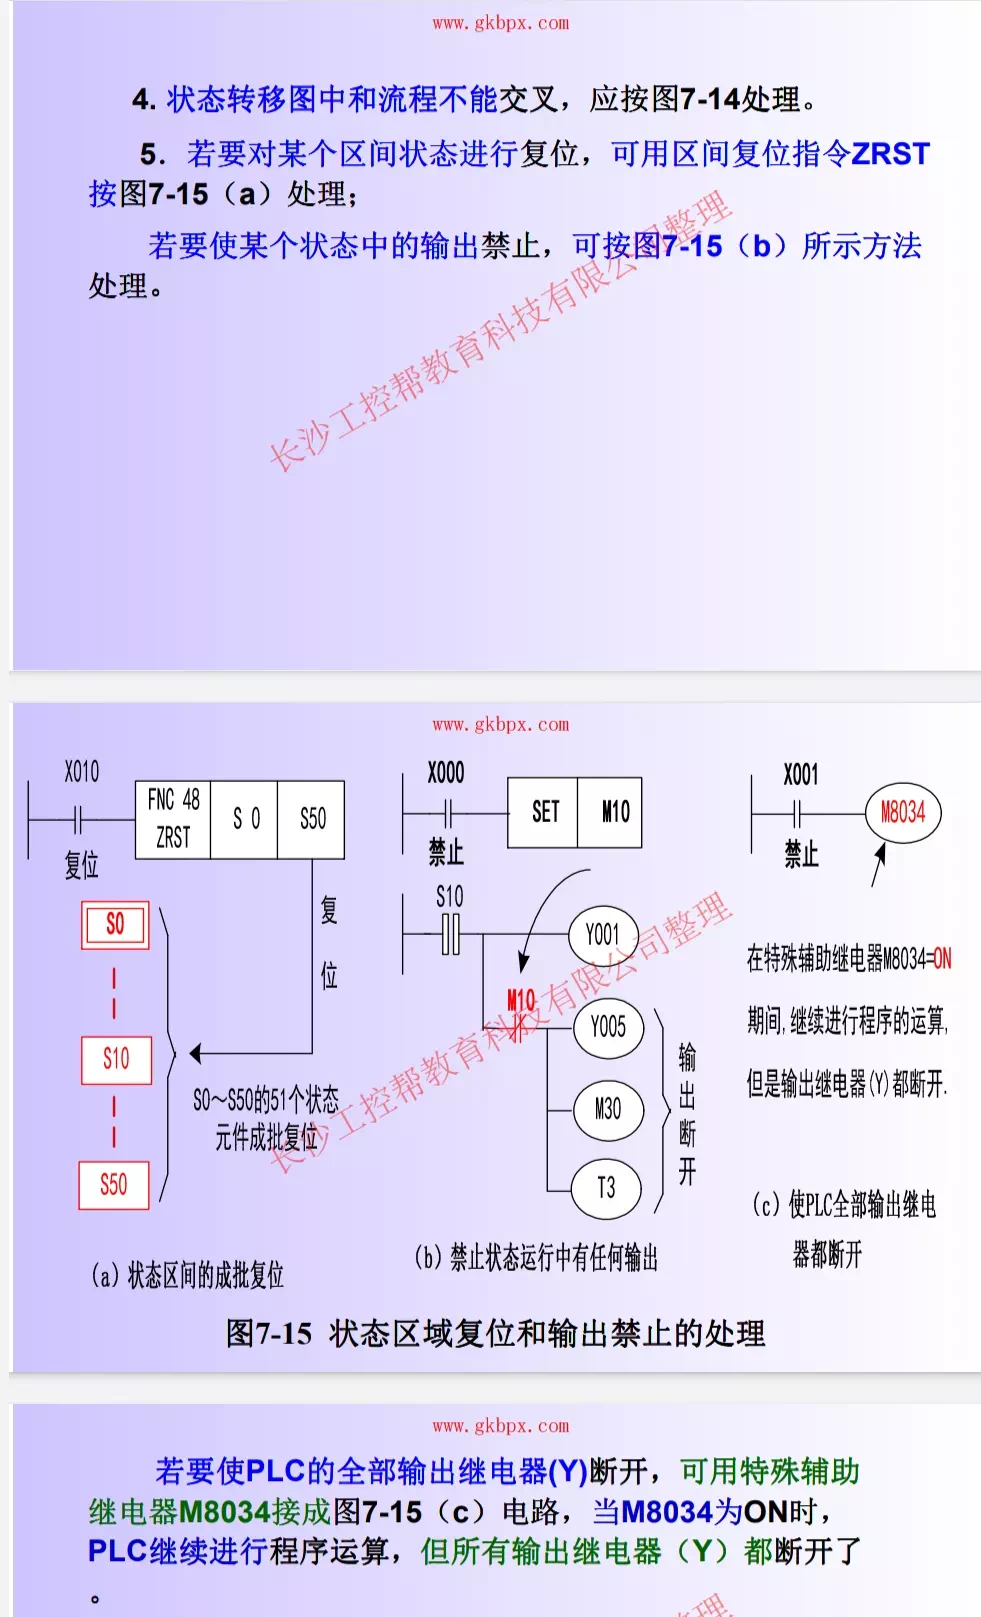 www.gkbpx.com
4. 状态转移图中和流程不能交叉，应按图7-14处理。
5. 若要对某个区间状态进行复位，可用区间复位指令ZRST
按图7-15（a）处理；
若要使某个状态中的输出禁止，可按图7-15（b）所示方法
处理。
长沙工控帮教育科技有限公司整理
www.gkbpx.com
X010
FNC 48
ZRST
S 0
S50
复位
复
位
S0
S10
S50
S0～S50的51个状态
元件成批复位
（a）状态区间的成批复位
X000
SET
M10
禁止
S10
Y001
M10
Y005
M30
T3
输
出
断
开
（b）禁止状态运行中有任何输出
X001
M8034
禁止
在特殊辅助继电器M8034=ON
期间,继续进行程序的运算,
但是输出继电器(Y)都断开.
（c）使PLC全部输出继电
器都断开
长沙工控帮教育科技有限公司整理
图7-15 状态区域复位和输出禁止的处理
www.gkbpx.com
若要使PLC的全部输出继电器(Y)断开，可用特殊辅助
继电器M8034接成图7-15（c）电路，当M8034为ON时，
PLC继续进行程序运算，但所有输出继电器（Y）都断开了
。
整理